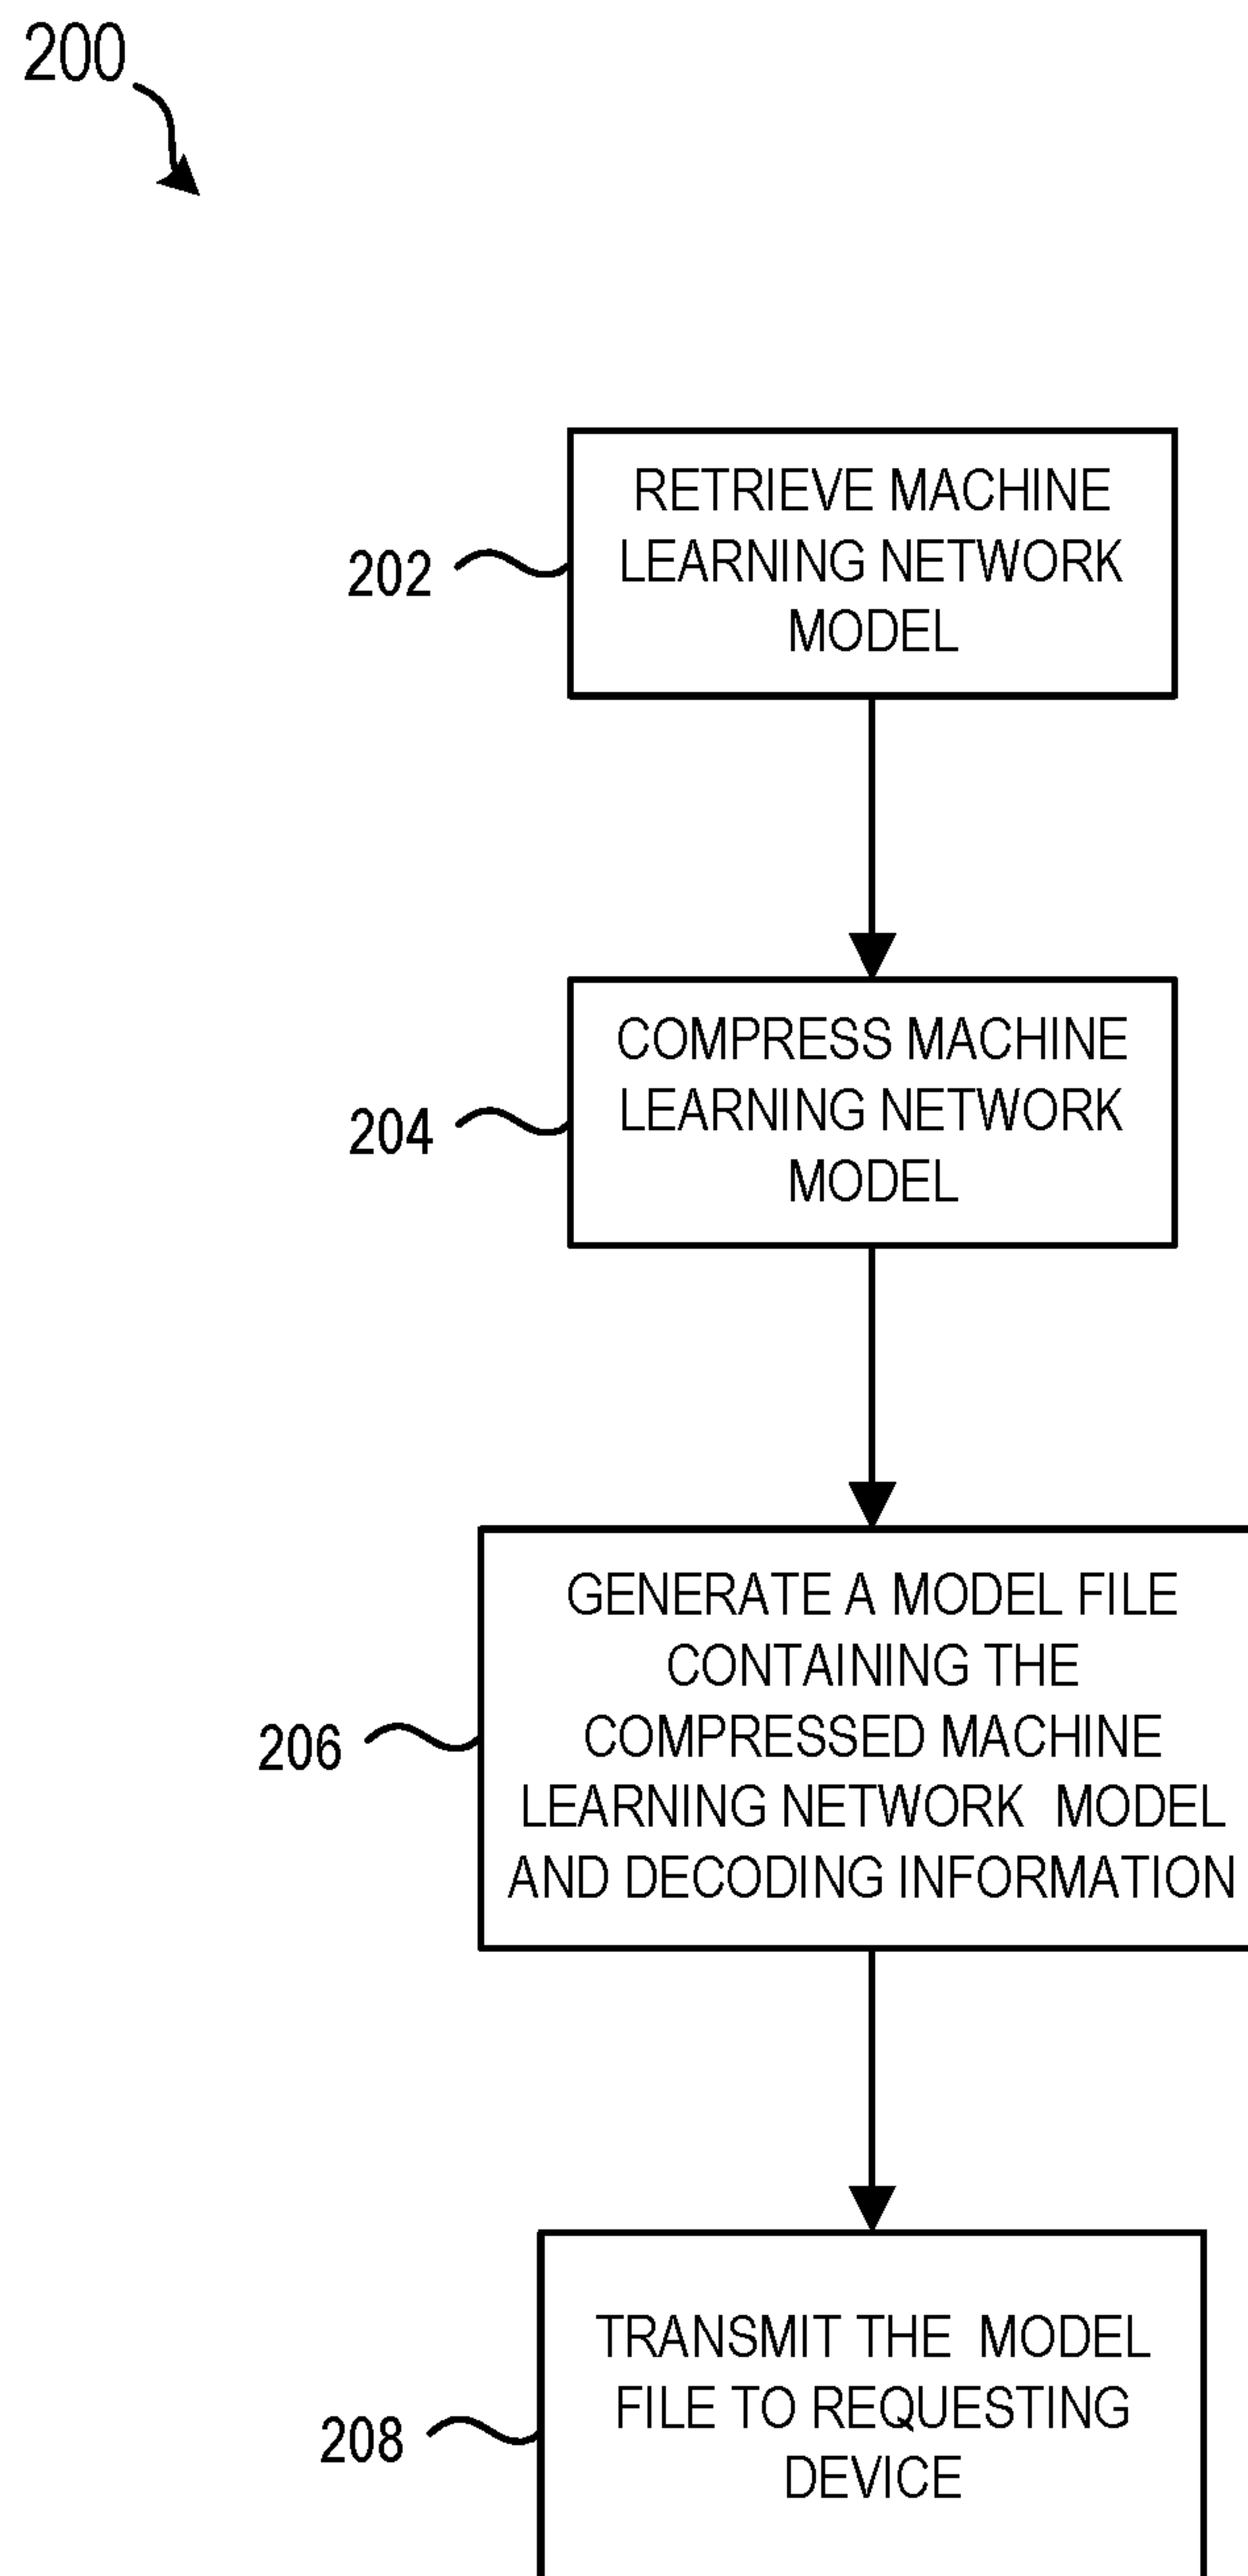 200
RETRIEVE MACHINE
LEARNING NETWORK
MODEL
202
COMPRESS MACHINE
LEARNING NETWORK
MODEL
204
GENERATE A MODEL FILE
CONTAINING THE
COMPRESSED MACHINE
LEARNING NETWORK MODEL
AND DECODING INFORMATION
206
TRANSMIT THE MODEL
FILE TO REQUESTING
DEVICE
208